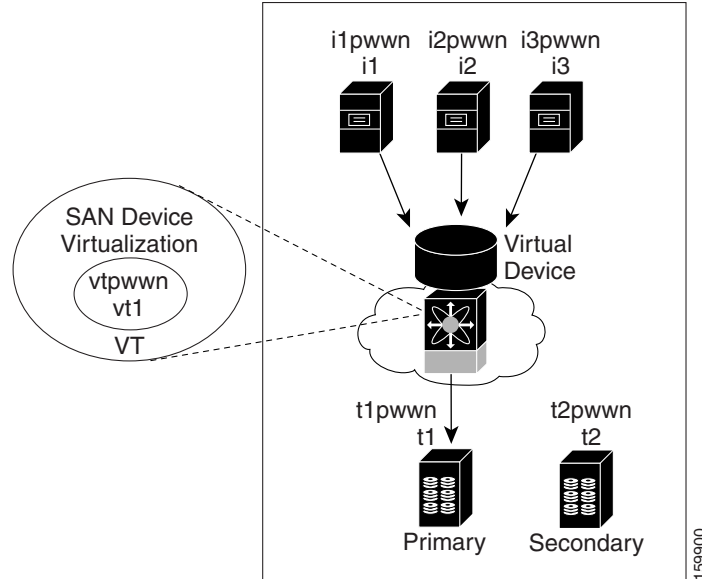 i1pwwn i2pwwn i3pwwn
i1 i2 i3
SAN Device
Virtualization
vtpwwn
vt1
VT
Virtual
Device
t1pwwn t2pwwn
t1 t2
Primary Secondary
159900